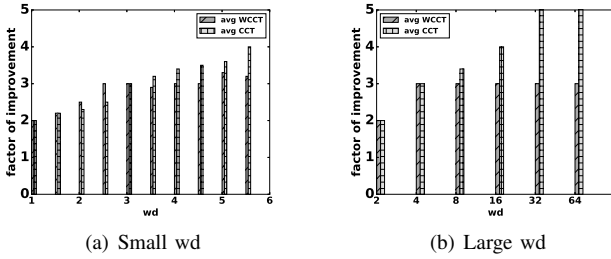 avg WCCT
avg CCT
factor of improvement
5
4
3
2
1
0
1 2 3 4 5 6
wd
(a) Small wd
avg WCCT
avg CCT
factor of improvement
5
4
3
2
1
0
2 4 8 16 32 64
wd
(b) Large wd